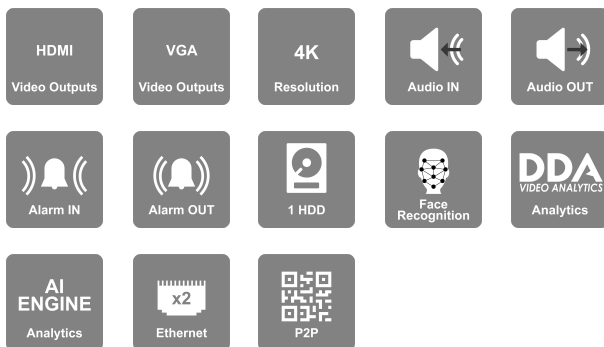 HDMI
Video Outputs
VGA
Video Outputs
4K
Resolution
Audio IN
Audio OUT
Alarm IN
Alarm OUT
1 HDD
Face
Recognition
DDA
VIDEO ANALYTICS
Analytics
AI
ENGINE
Analytics
x2
Ethernet
P2P